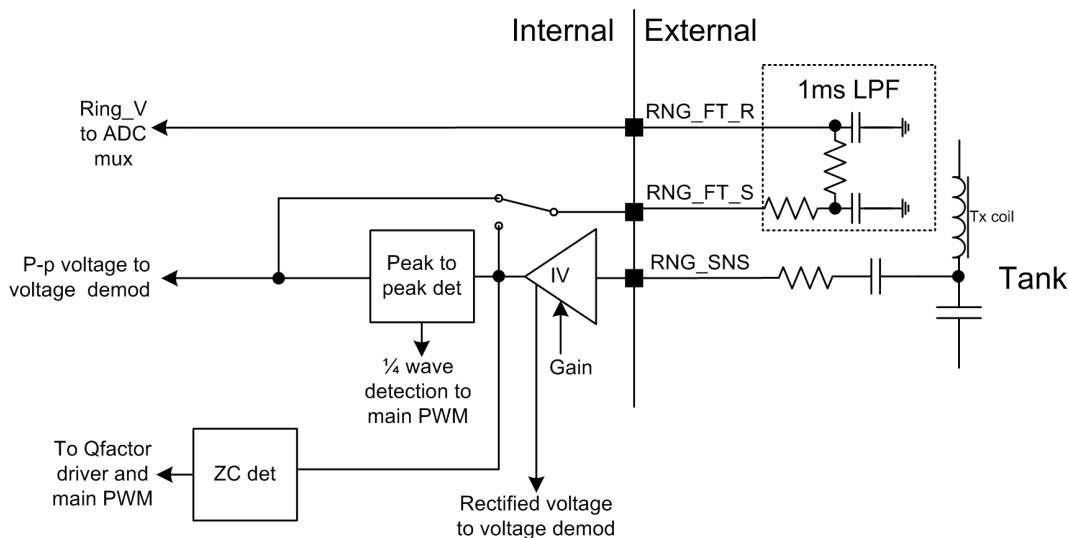 Internal
External
1ms LPF
Ring_V
to ADC
mux
RNG_FT_R
RNG_FT_S
Tx coil
P-p voltage to
voltage demod
Peak to
peak det
IV
RNG_SNS
Tank
¼ wave
detection to
main PWM
Gain
To Qfactor
driver and
main PWM
ZC det
Rectified voltage
to voltage demod